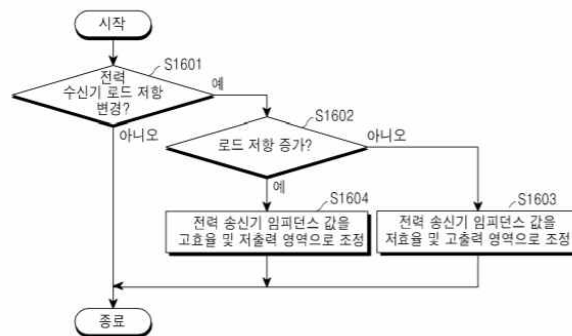 시작
S1601
전력
수신기 로드 저항
변경?
예
아니오
S1602
로드 저항 증가?
아니오
예
S1604
전력 송신기 임피던스 값을
고효율 및 저출력 영역으로 조정
S1603
전력 송신기 임피던스 값을
저효율 및 고출력 영역으로 조정
종료